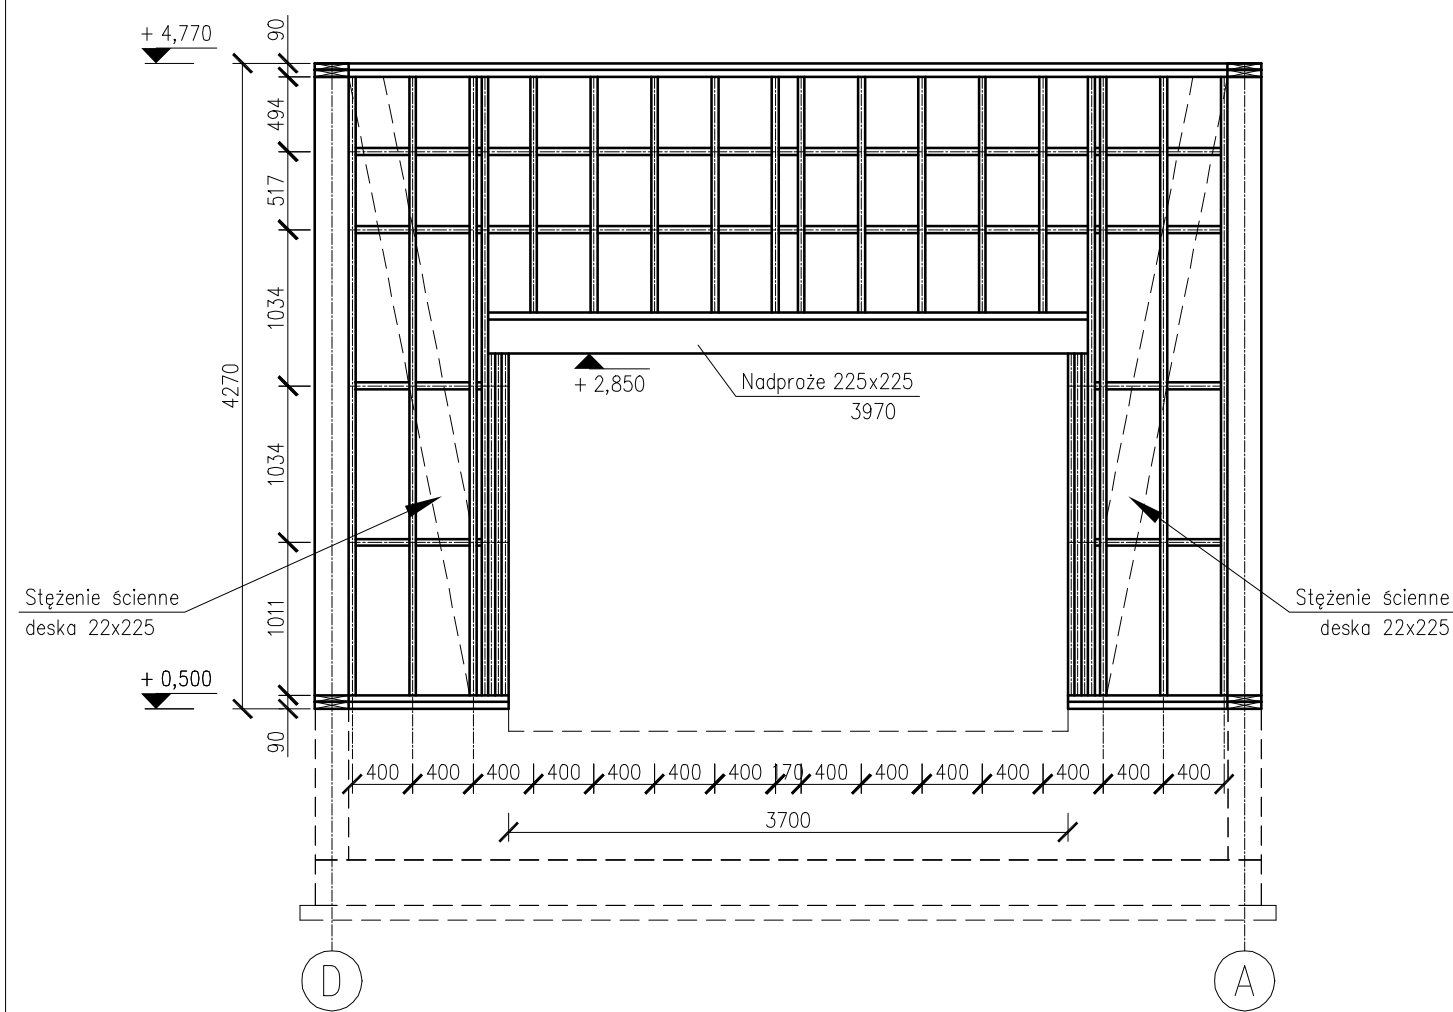 + 4,770
90
494
517
1034
4270
1034
1011
90
+ 2,850
Nadproże 225x225
3970
Stężenie ścienne
deska 22x225
Stężenie ścienne
deska 22x225
+ 0,500
400 400 400 400 400 400 400 170 400 400 400 400 400 400 400
3700
D
A